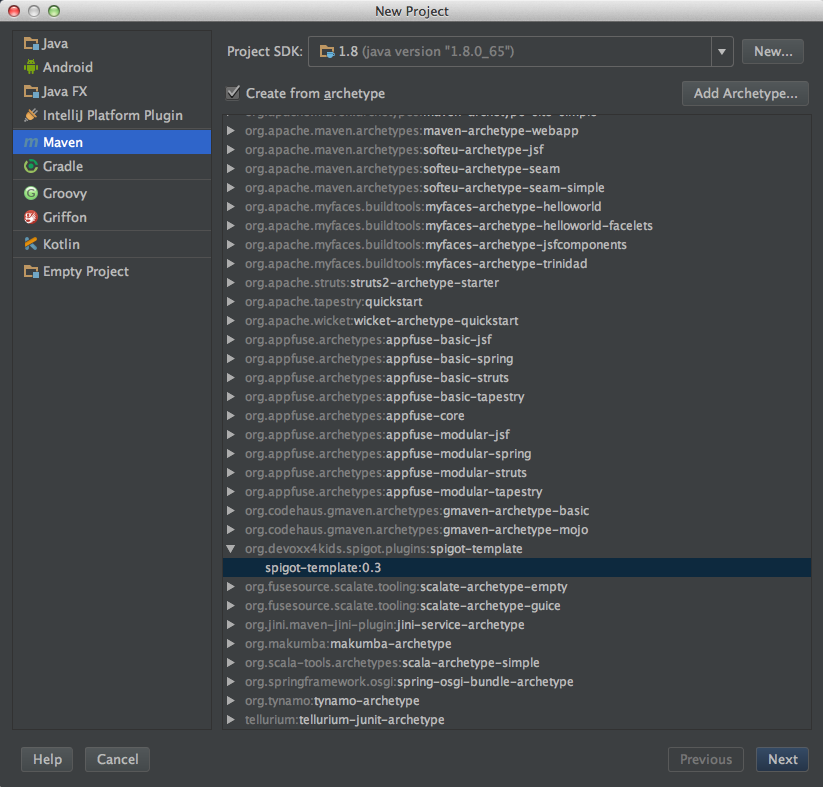 New Project
Java
Android
Java FX
IntelliJ Platform Plugin
Maven
Gradle
Groovy
Griffon
Kotlin
Empty Project
Project SDK: 1.8 (java version "1.8.0_65") New...
Create from archetype Add Archetype...
org.apache.maven.archetypes:maven-archetype-site-simple
org.apache.maven.archetypes:maven-archetype-webapp
org.apache.maven.archetypes:softeu-archetype-jsf
org.apache.maven.archetypes:softeu-archetype-seam
org.apache.maven.archetypes:softeu-archetype-seam-simple
org.apache.myfaces.buildtools:myfaces-archetype-helloworld
org.apache.myfaces.buildtools:myfaces-archetype-helloworld-facelets
org.apache.myfaces.buildtools:myfaces-archetype-jsfcomponents
org.apache.myfaces.buildtools:myfaces-archetype-trinidad
org.apache.struts:struts2-archetype-starter
org.apache.tapestry:quickstart
org.apache.wicket:wicket-archetype-quickstart
org.appfuse.archetypes:appfuse-basic-jsf
org.appfuse.archetypes:appfuse-basic-spring
org.appfuse.archetypes:appfuse-basic-struts
org.appfuse.archetypes:appfuse-basic-tapestry
org.appfuse.archetypes:appfuse-core
org.appfuse.archetypes:appfuse-modular-jsf
org.appfuse.archetypes:appfuse-modular-spring
org.appfuse.archetypes:appfuse-modular-struts
org.appfuse.archetypes:appfuse-modular-tapestry
org.codehaus.gmaven.archetypes:gmaven-archetype-basic
org.codehaus.gmaven.archetypes:gmaven-archetype-mojo
org.devoxx4kids.spigot.plugins:spigot-template
spigot-template:0.3
org.fusesource.scalate.tooling:scalate-archetype-empty
org.fusesource.scalate.tooling:scalate-archetype-guice
org.jini.maven-jini-plugin:jini-service-archetype
org.makumba:makumba-archetype
org.scala-tools.archetypes:scala-archetype-simple
org.springframework.osgi:spring-osgi-bundle-archetype
org.tynamo:tynamo-archetype
tellurium:tellurium-junit-archetype
Help Cancel Previous Next